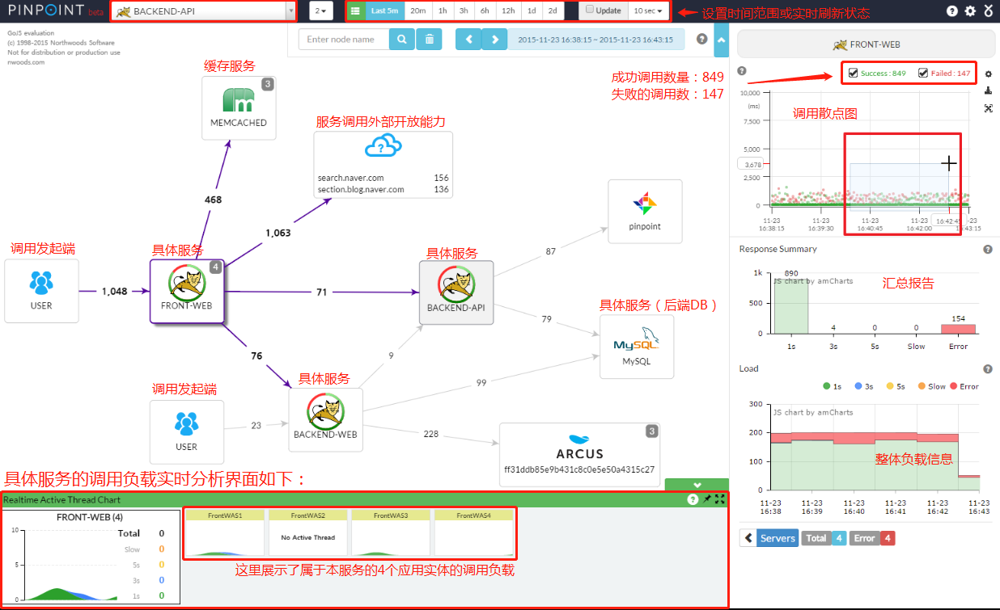 PINPOINT beta
BACKEND-API
2
Last 5m 20m 1h 3h 6h 12h 1d 2d
Update 10 sec
设置时间范围或实时刷新状态
GoJS evaluation
(c) 1998-2015 Northwoods Software
Not for distribution or production use
nwoods.com
Enter node name
2015-11-23 16:38:15 ~ 2015-11-23 16:43:15
成功调用数量：849
失败的调用数：147
缓存服务
3
MEMCACHED
服务调用外部开放能力
search.naver.com 156
section.blog.naver.com 136
468
1,063
pinpoint
调用发起端
USER
1,048
具体服务
4
FRONT-WEB
71
具体服务
BACKEND-API
87
79
具体服务（后端DB）
MySQL
MySQL
76
9
99
调用发起端
USER
23
具体服务
BACKEND-WEB
228
3
ARCUS
ff31ddb85e9b431c8c0e5e50a4315c27
具体服务的调用负载实时分析界面如下：
Realtime Active Thread Chart
FRONT-WEB (4)
10
5
0
Total 0
Slow 0
5s 0
3s 0
1s 0
FrontWAS1
FrontWAS2
No Active Thread
FrontWAS3
FrontWAS4
这里展示了属于本服务的4个应用实体的调用负载
FRONT-WEB
Success : 849 Failed : 147
调用散点图
10,000
(ms)
7,500
5,000
3,678
2,500
0
11-23 11-23 11-23 11-23 16:42:45 -23
16:38:15 16:39:30 16:40:45 16:42:00 16:43:15
Response Summary
JS chart by amCharts
汇总报告
1k
500
0
890 4 0 0 154
1s 3s 5s Slow Error
Load
1s 3s 5s Slow Error
JS chart by amCharts
整体负载信息
300
200
100
0
11-23 11-23 11-23 11-23 11-23 11-23
16:38 16:39 16:40 16:41 16:42 16:43
Servers Total 4 Error 4